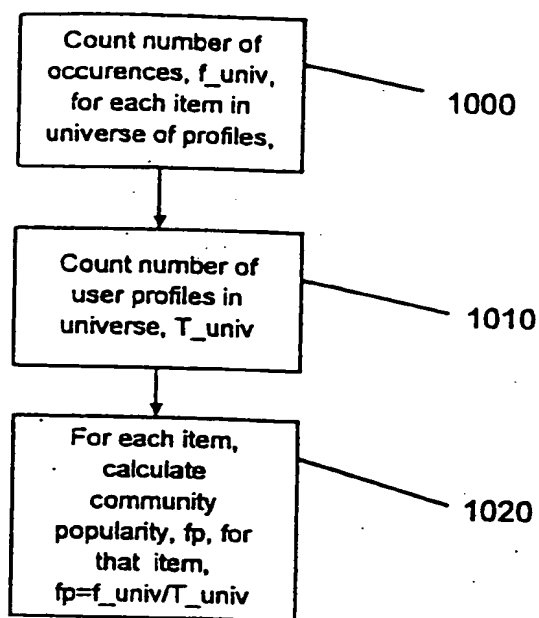 Count number of
occurences, f_univ,
for each item in
universe of profiles,
1000
Count number of
user profiles in
universe, T_univ
1010
For each item,
calculate
community
popularity, fp, for
that item,
fp=f_univ/T_univ
1020